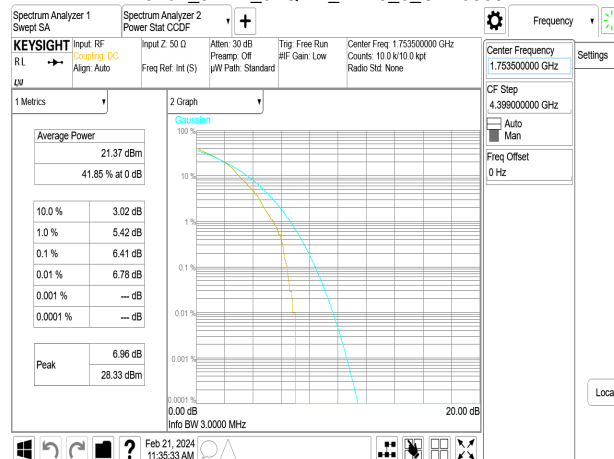 Spectrum Analyzer 1
Swept SA
Spectrum Analyzer 2
Power Stat CCDF
+
Frequency
KEYSIGHT
RL
Input: RF
Coupling: DC
Align: Auto
Input Z: 50 Ω
Freq Ref: Int (S)
Atten: 30 dB
Preamp: Off
µW Path: Standard
Trig: Free Run
#IF Gain: Low
Center Freq: 1.753500000 GHz
Counts: 10.0 k/10.0 kpt
Radio Std: None
Center Frequency
1.753500000 GHz
Settings
CF Step
4.399000000 GHz
Auto
Man
Freq Offset
0 Hz
1 Metrics
Average Power
21.37 dBm
41.85 % at 0 dB
10.0 % 3.02 dB
1.0 % 5.42 dB
0.1 % 6.41 dB
0.01 % 6.78 dB
0.001 % --- dB
0.0001 % --- dB
Peak
6.96 dB
28.33 dBm
2 Graph
Gaussian
100 %
10 %
1 %
0.1 %
0.01 %
0.001 %
0.0001 %
0.00 dB
20.00 dB
Info BW 3.0000 MHz
Loca
?
Feb 21, 2024
11:35:33 AM